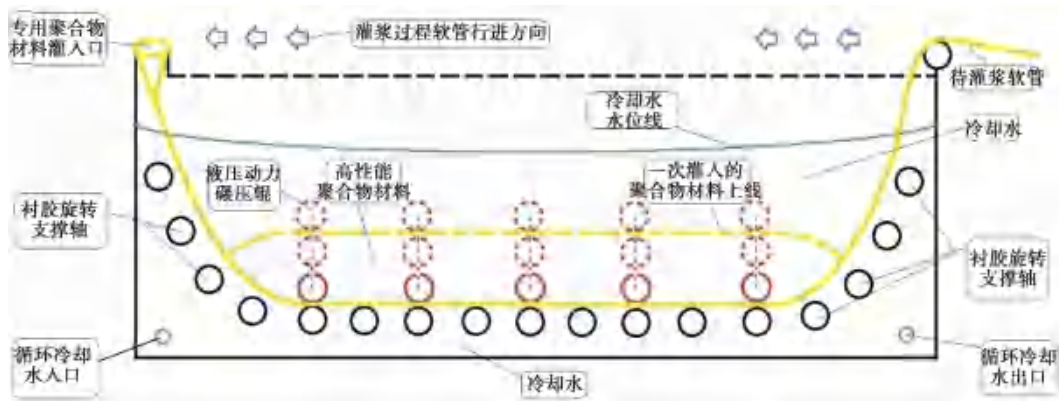 专用聚合物
材料灌入口
灌浆过程软管行进方向
待灌浆软管
冷却水
水位线
冷却水
液压动力
碾压辊
高性能
聚合物材料
一次灌入的
聚合物材料上线
衬胶旋转
支撑轴
衬胶旋转
支撑轴
循环冷却
水入口
冷却水
循环冷却
水出口